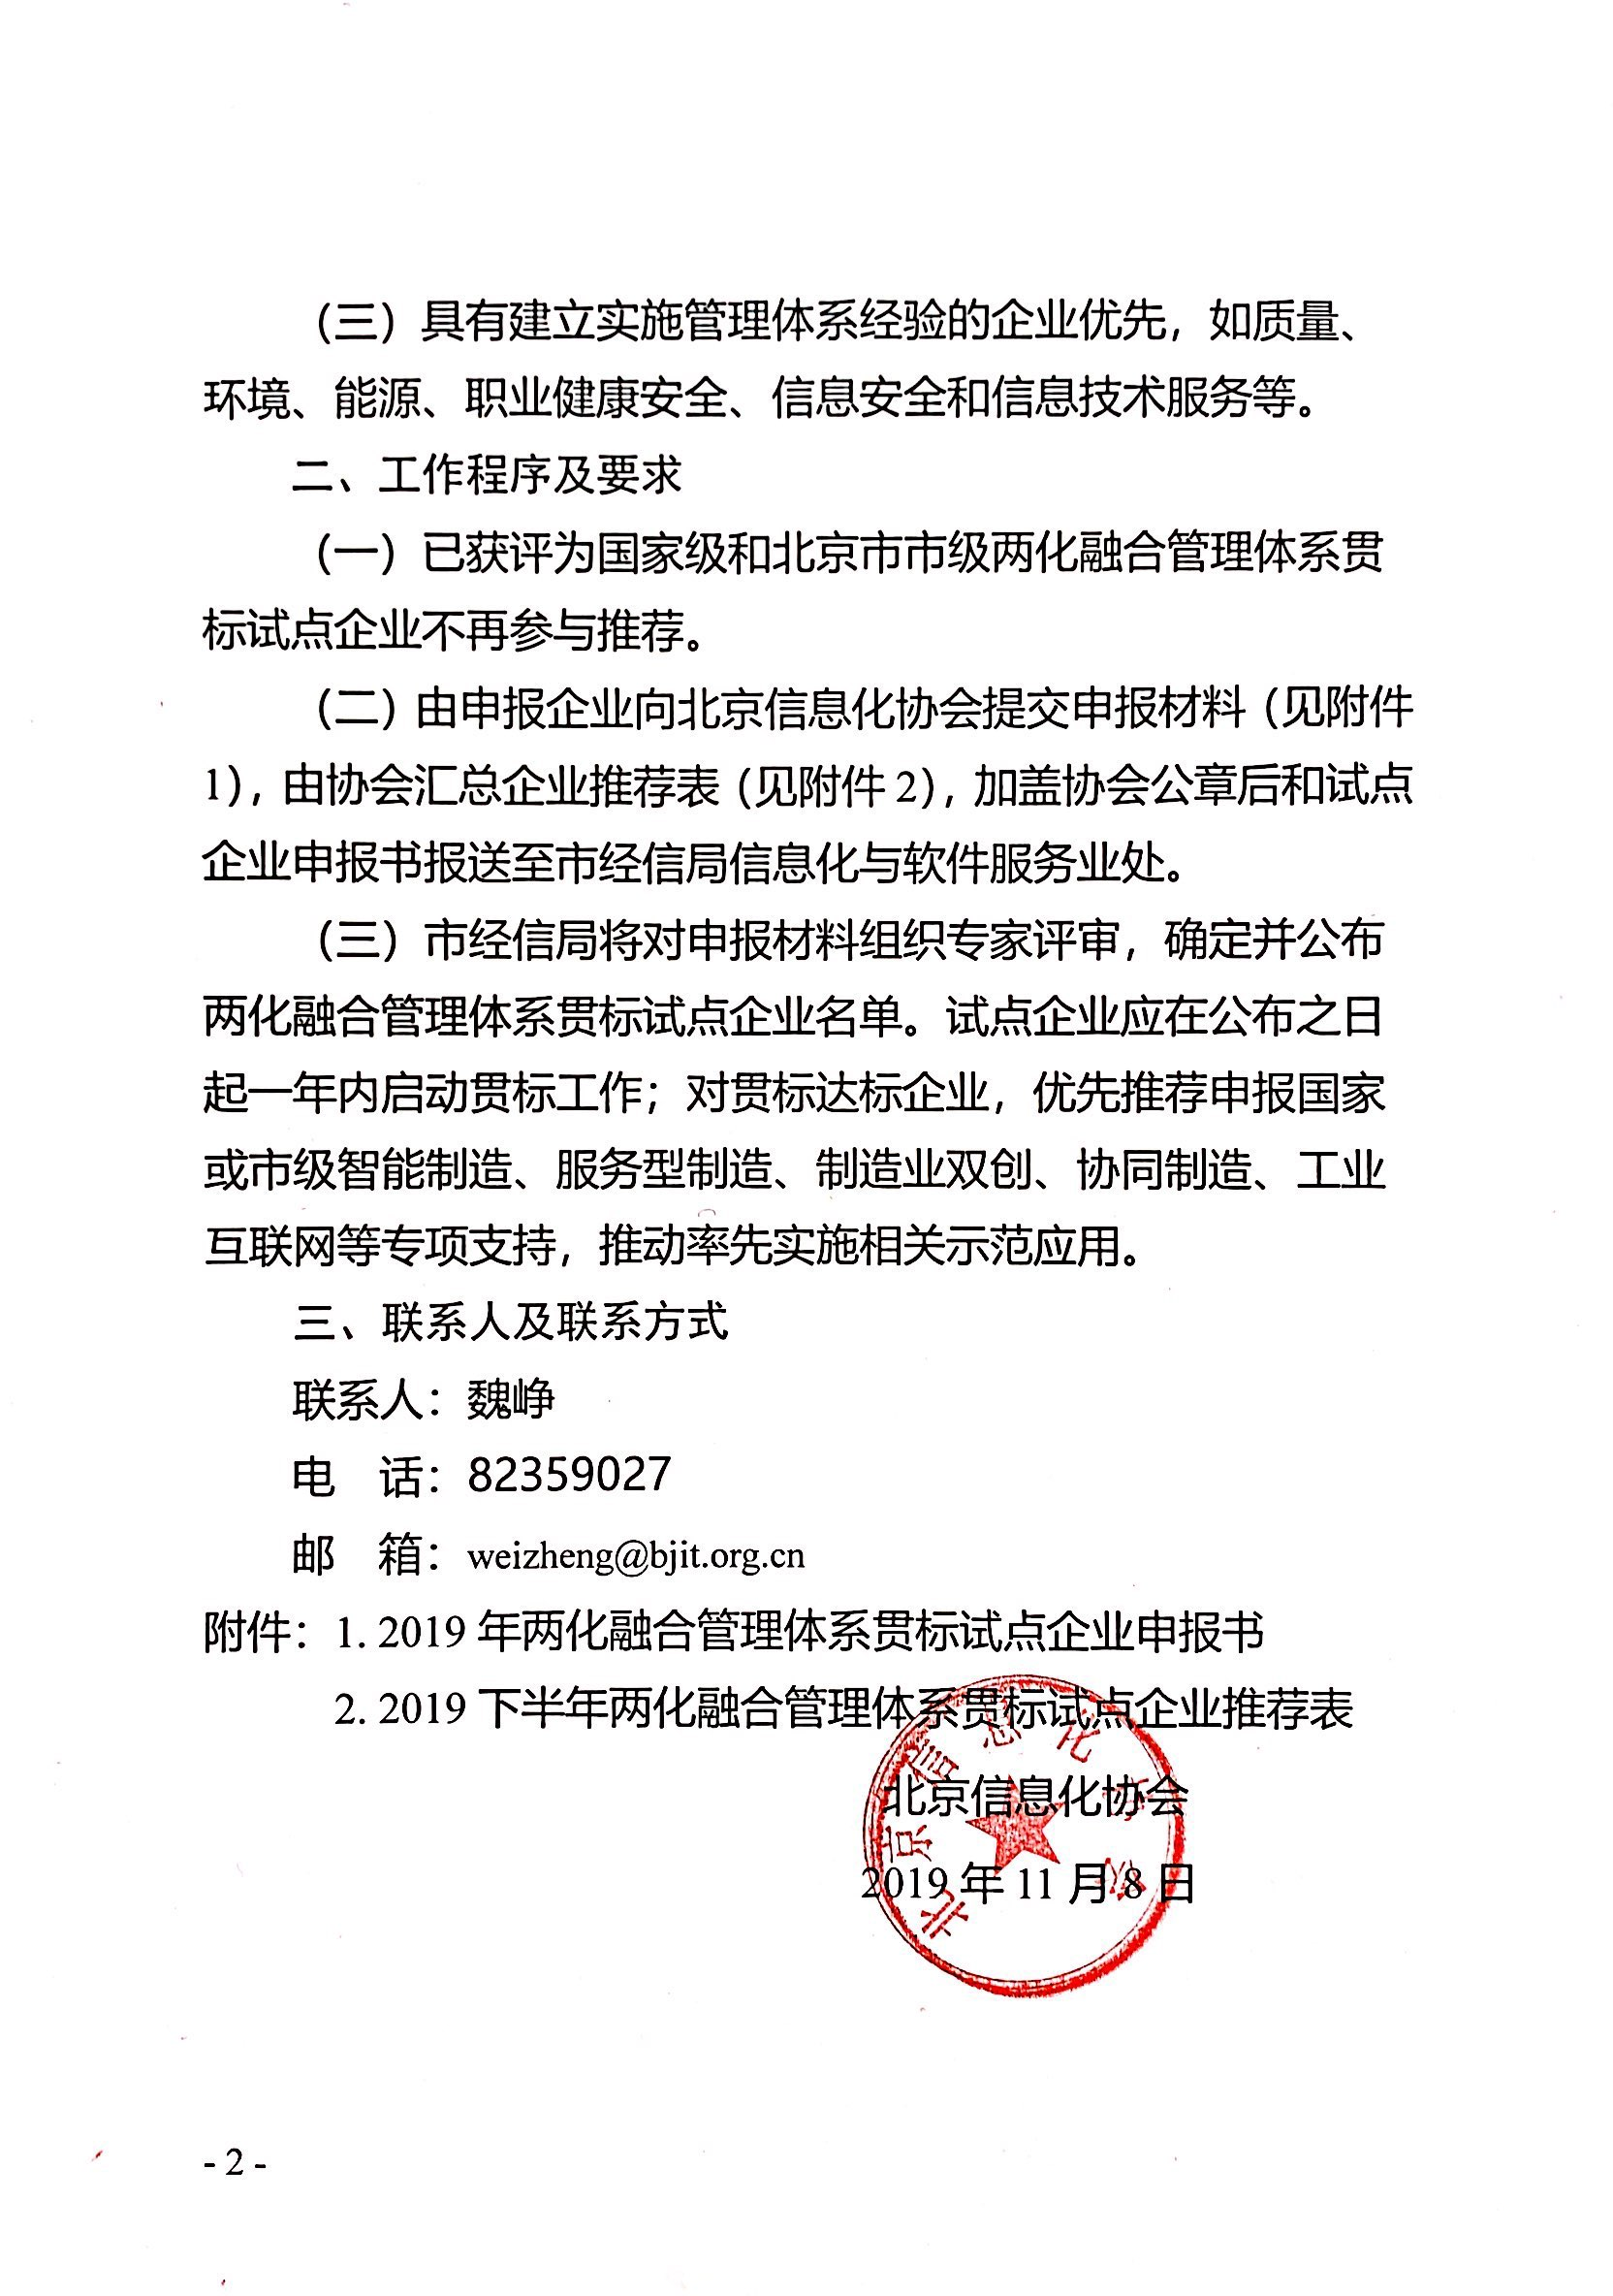 （三）具有建立实施管理体系经验的企业优先，如质量、
环境、能源、职业健康安全、信息安全和信息技术服务等。
二、工作程序及要求
（一）已获评为国家级和北京市市级两化融合管理体系贯
标试点企业不再参与推荐。
（二）由申报企业向北京信息化协会提交申报材料（见附件
1），由协会汇总企业推荐表（见附件2），加盖协会公章后和试点
企业申报书报送至市经信局信息化与软件服务业处。
（三）市经信局将对申报材料组织专家评审，确定并公布
两化融合管理体系贯标试点企业名单。试点企业应在公布之日
起一年内启动贯标工作；对贯标达标企业，优先推荐申报国家
或市级智能制造、服务型制造、制造业双创、协同制造、工业
互联网等专项支持，推动率先实施相关示范应用。
三、联系人及联系方式
联系人：魏峥
电 话：82359027
邮 箱：weizheng@bjit.org.cn
附件：1. 2019 年两化融合管理体系贯标试点企业申报书
2. 2019 下半年两化融合管理体系贯标试点企业推荐表
北京信息化协会
北京信息化协会
2019 年 11 月 8 日
- 2 -